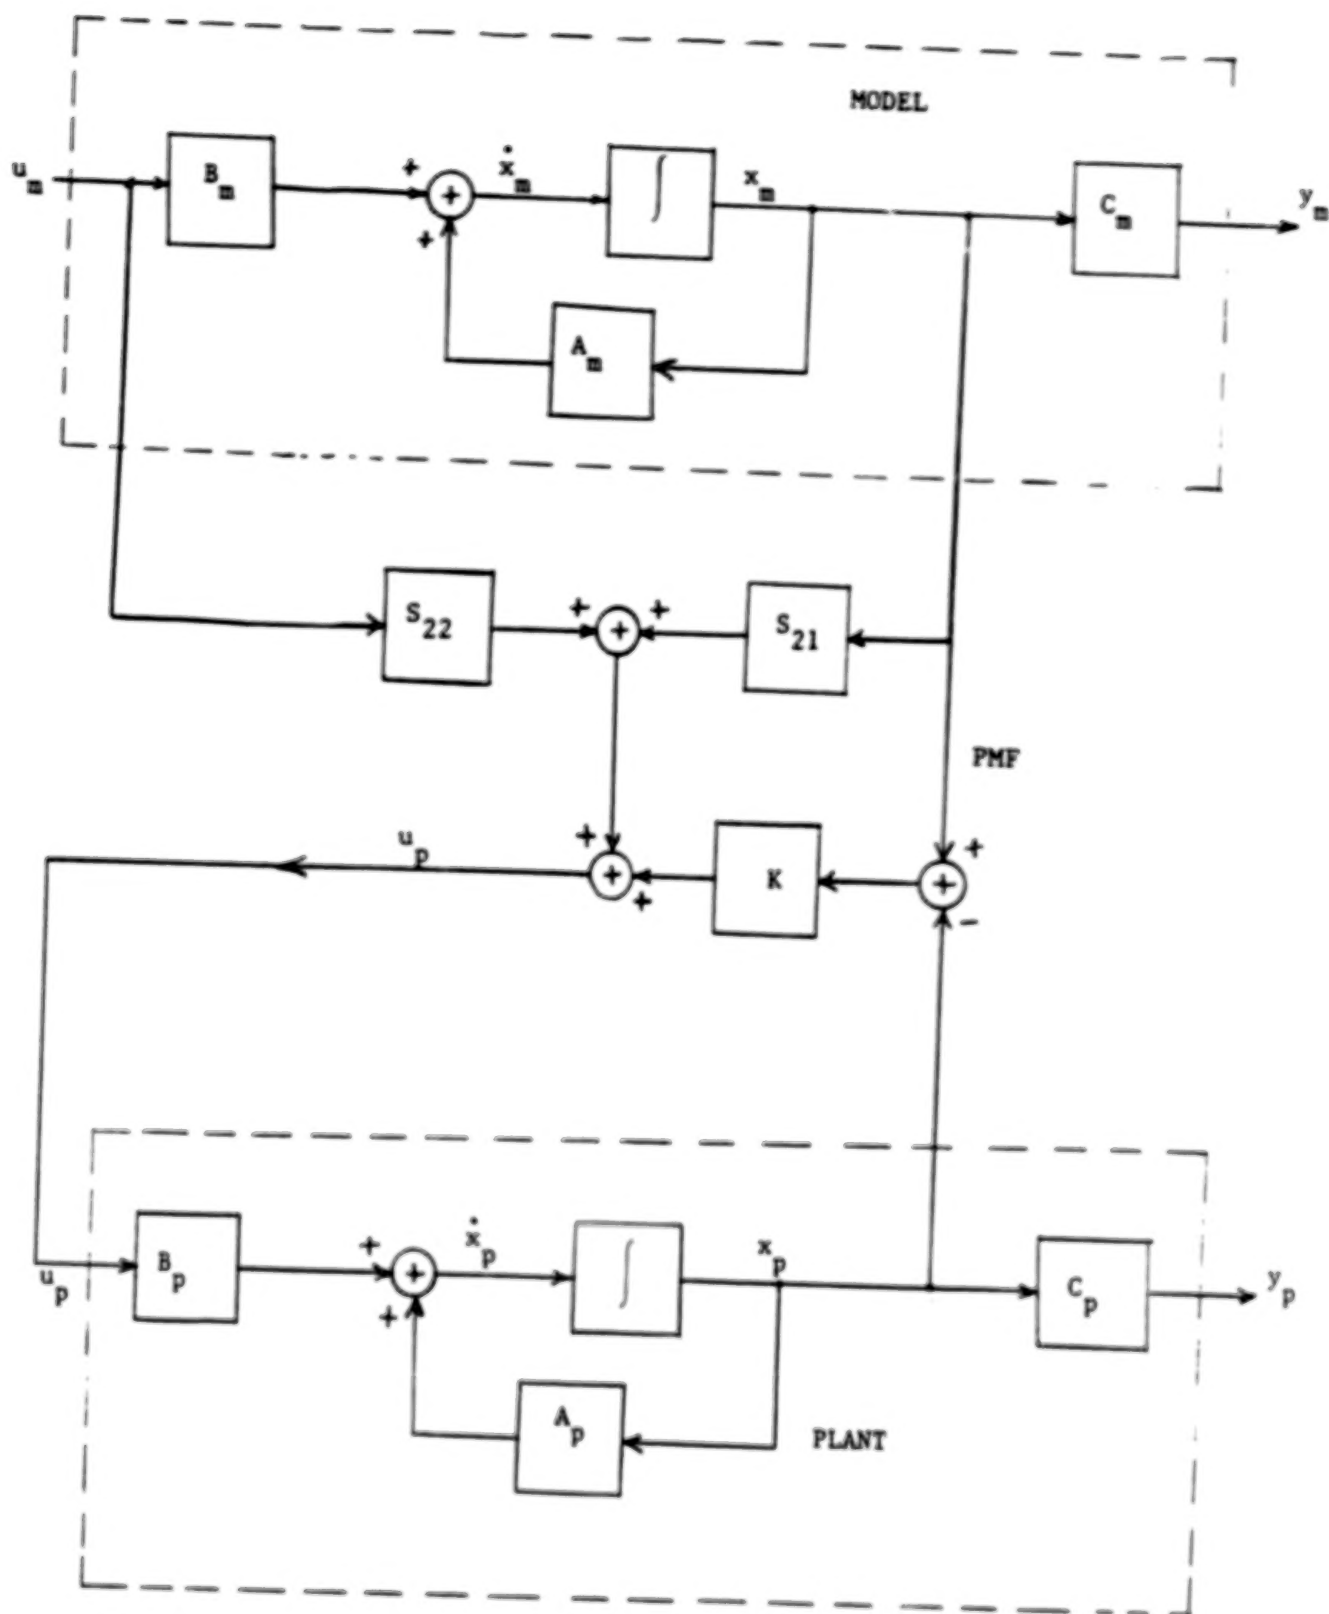 MODEL
u_m
B_m
+
+
+
ẋ_m
∫
x_m
C_m
y_m
A_m
S_22
+
+
+
S_21
PMF
u_p
+
+
+
K
+
+
-
u_p
B_p
+
+
+
ẋ_p
∫
x_p
C_p
y_p
A_p
PLANT